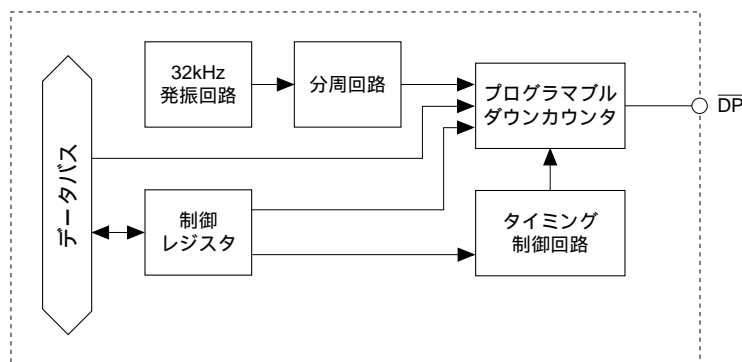 32kHz
発振回路
分周回路
プログラマブル
ダウンカウンタ
DP
データバス
制御
レジスタ
タイミング
制御回路